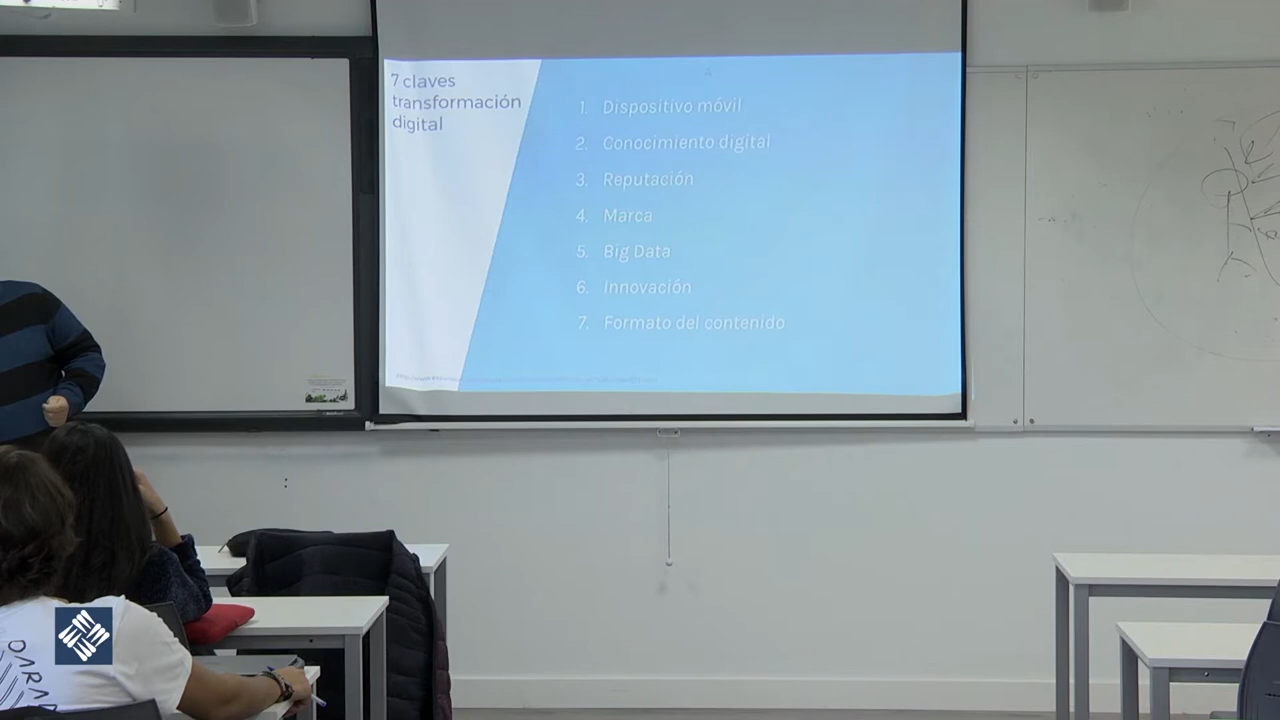 7 claves
transformación
digital
1. Dispositivo móvil
2. Conocimiento digital
3. Reputación
4. Marca
5. Big Data
6. Innovación
7. Formato del contenido